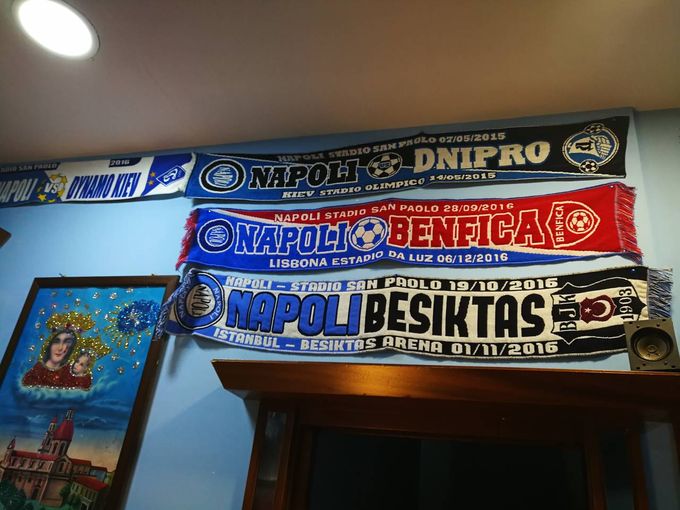 NAPOLI STADIO SAN PAOLO 07/05/2015
NAPOLI DNIPRO
KIEV STADIO OLIMPICO 14/05/2015
SAN PAOLO 2016
NAPOLI VS DYNAMO KIEV
NAPOLI STADIO SAN PAOLO 28/09/2016
NAPOLI BENFICA
BENFICA
LISBONA ESTADIO DA LUZ 06/12/2016
NAPOLI – STADIO SAN PAOLO 19/10/2016
NAPOLI BESIKTAS
BJK 1903
ISTANBUL – BESIKTAS ARENA 01/11/2016